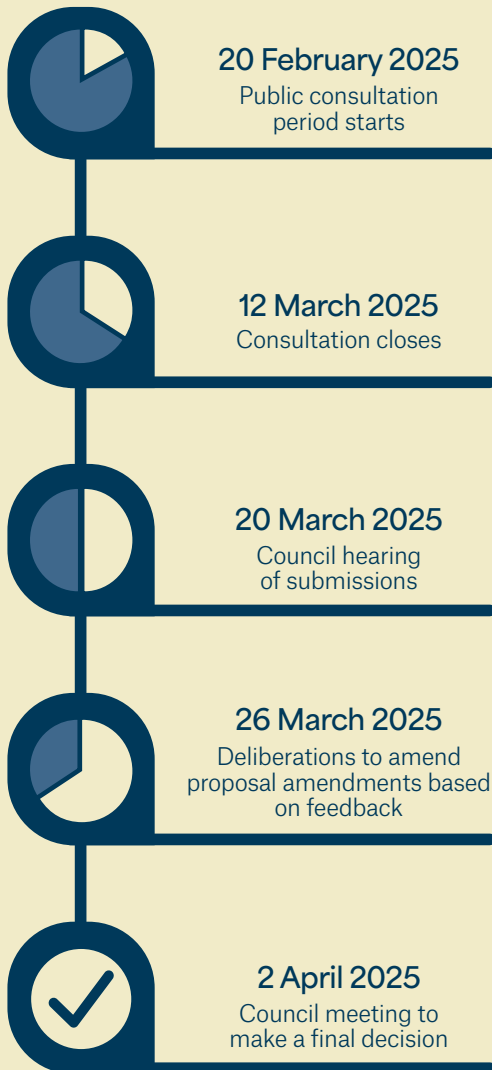 20 February 2025
Public consultation
period starts
12 March 2025
Consultation closes
20 March 2025
Council hearing
of submissions
26 March 2025
Deliberations to amend
proposal amendments based
on feedback
2 April 2025
Council meeting to
make a final decision